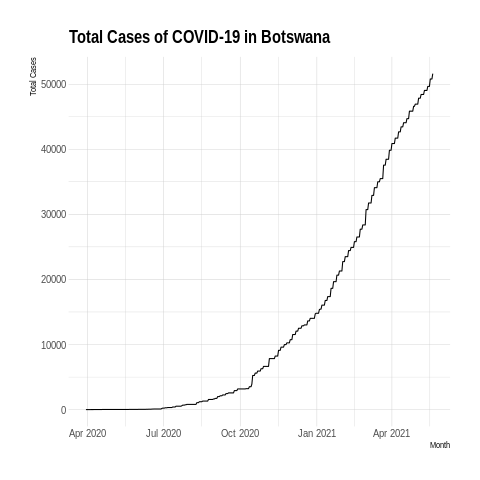 Total Cases of COVID-19 in Botswana
Total Cases
50000
40000
30000
20000
10000
0
Apr 2020 Jul 2020 Oct 2020 Jan 2021 Apr 2021
Month